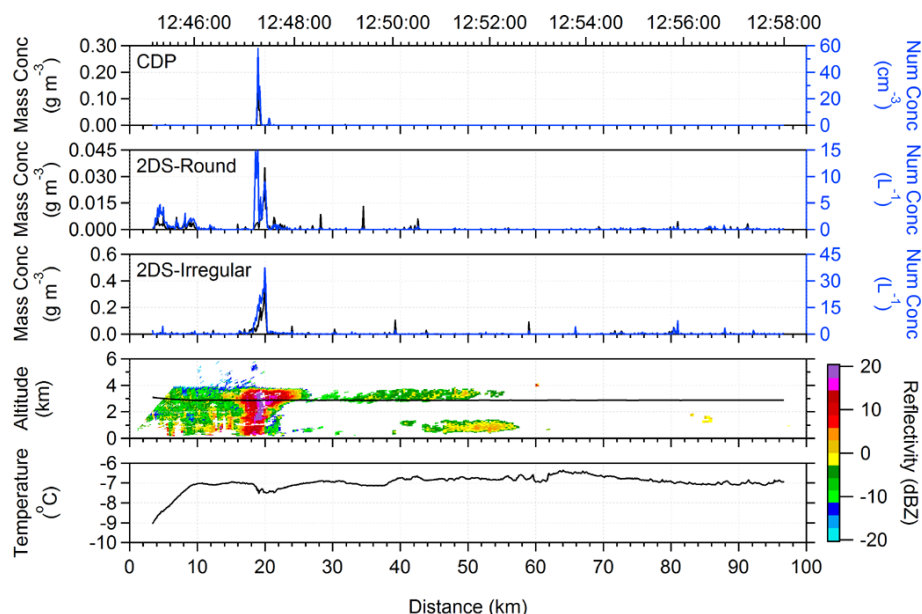 12:46:00 12:48:00 12:50:00 12:52:00 12:54:00 12:56:00 12:58:00
CDP
Mass Conc
(g m⁻³)
0.30
0.20
0.10
0.00
60
40
20
0
Num Conc
(cm⁻³)
2DS-Round
Mass Conc
(g m⁻³)
0.045
0.030
0.015
0.000
15
10
5
0
Num Conc
(L⁻¹)
2DS-Irregular
Mass Conc
(g m⁻³)
0.6
0.4
0.2
0.0
45
30
15
0
Num Conc
(L⁻¹)
Altitude
(km)
6
4
2
0
20
10
0
-10
-20
Reflectivity (dBZ)
Temperature
(°C)
-6
-7
-8
-9
-10
0 10 20 30 40 50 60 70 80 90 100
Distance (km)